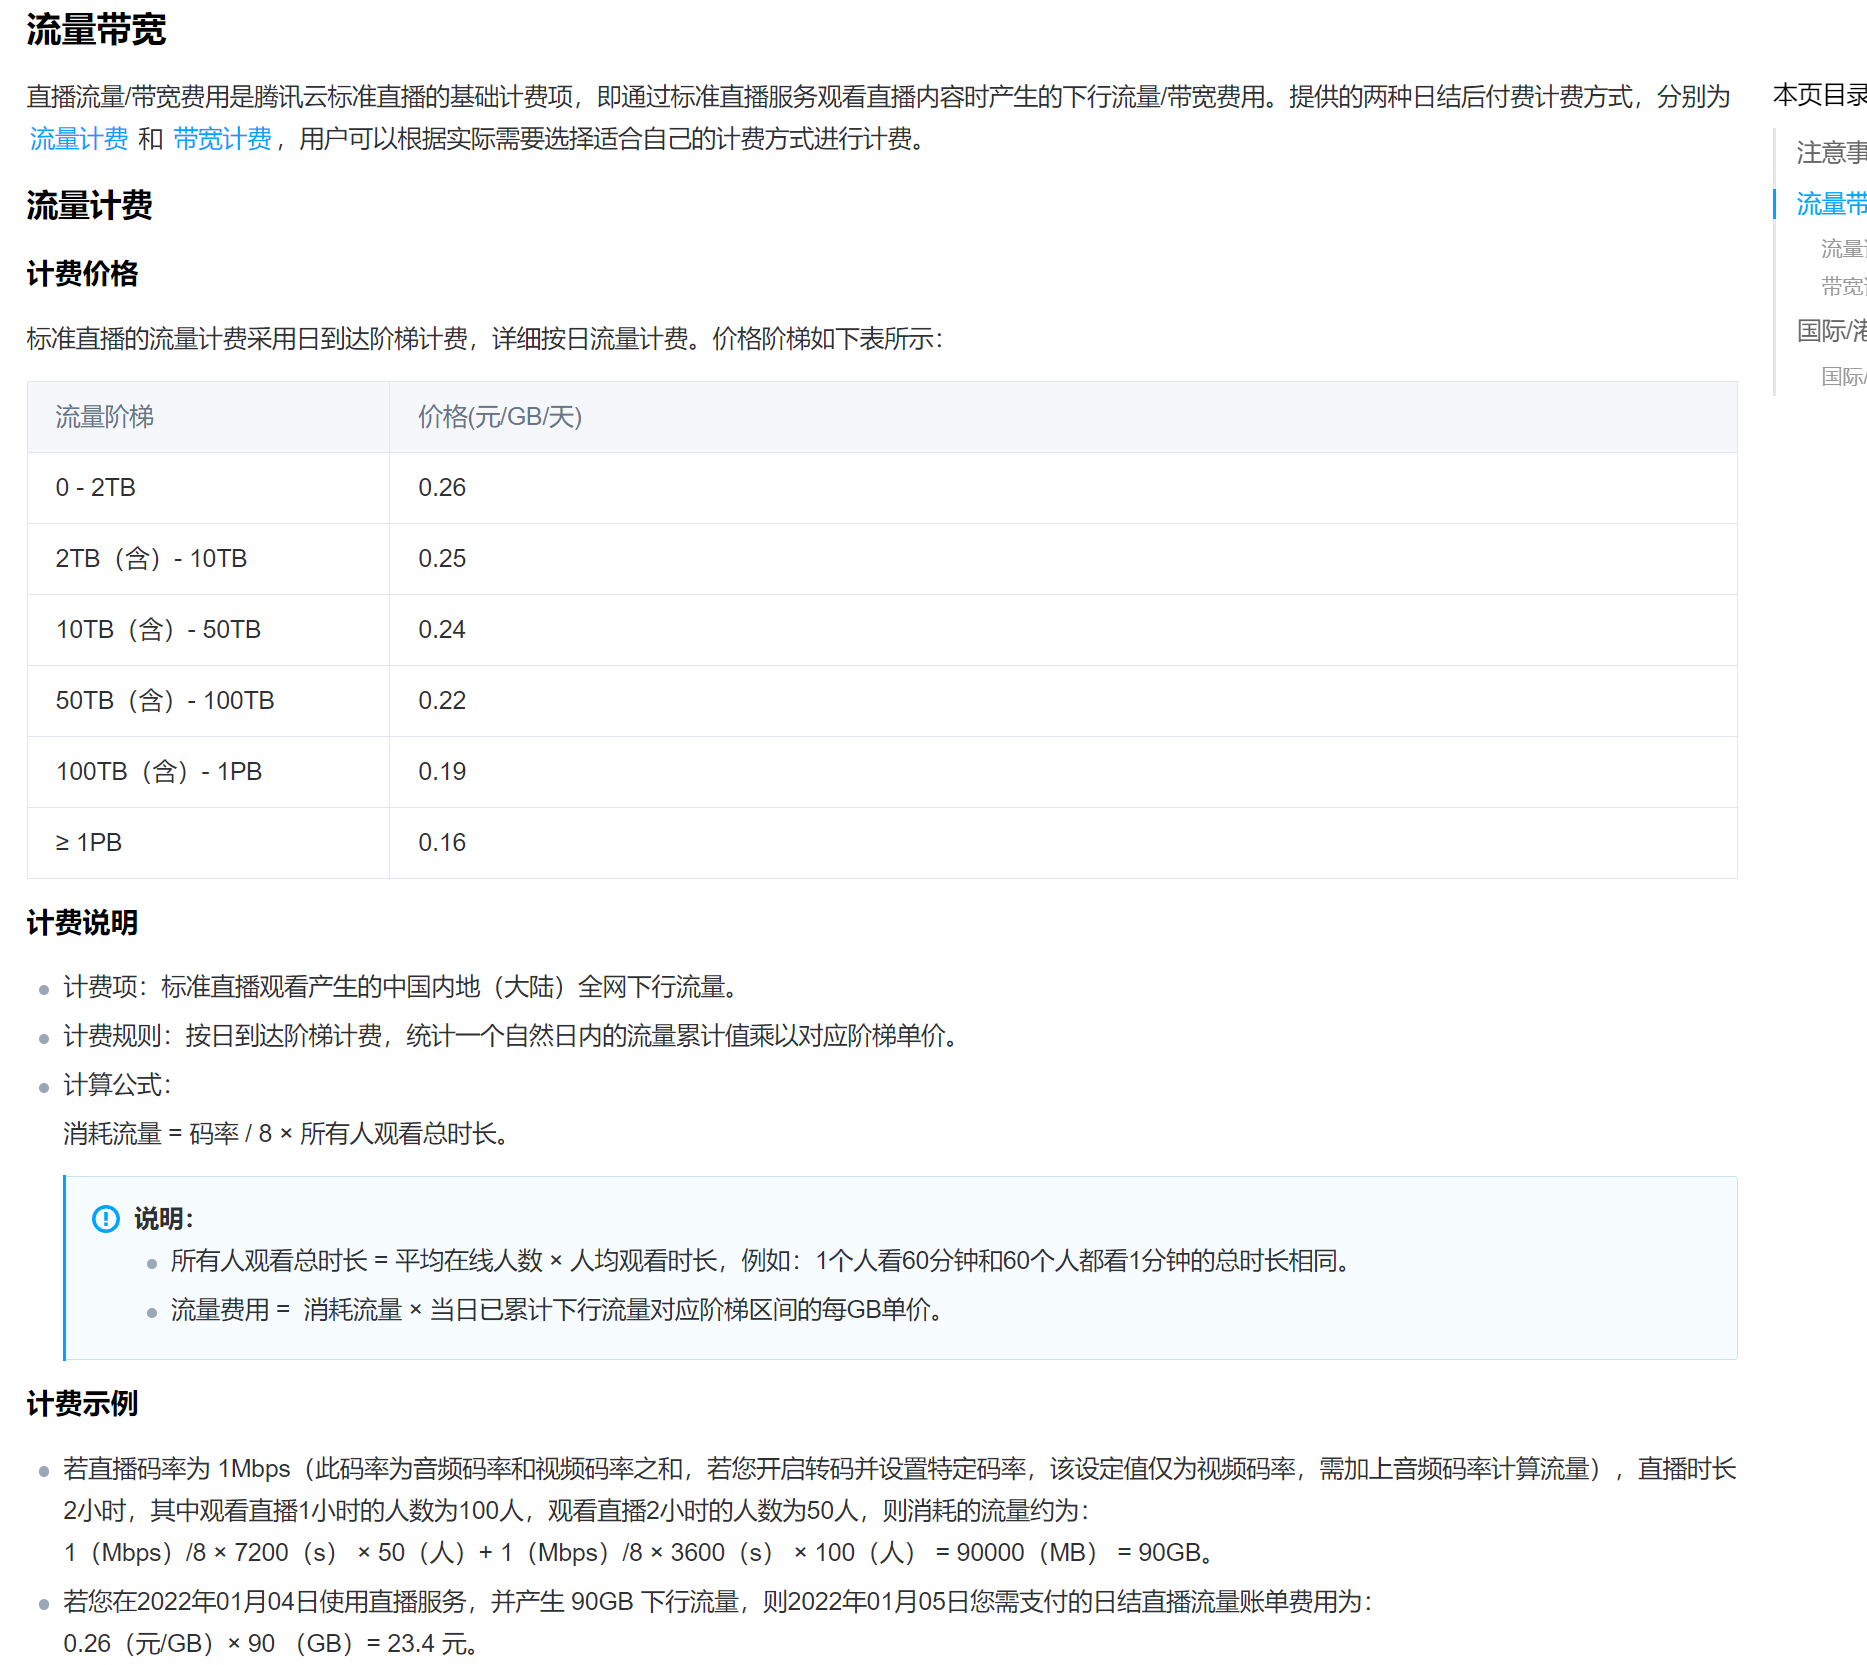 流量带宽
直播流量/带宽费用是腾讯云标准直播的基础计费项，即通过标准直播服务观看直播内容时产生的下行流量/带宽费用。提供的两种日结后付费计费方式，分别为
流量计费 和 带宽计费，用户可以根据实际需要选择适合自己的计费方式进行计费。
流量计费
计费价格
标准直播的流量计费采用日到达阶梯计费，详细按日流量计费。价格阶梯如下表所示：
流量阶梯 价格(元/GB/天)
0 - 2TB 0.26
2TB（含）- 10TB 0.25
10TB（含）- 50TB 0.24
50TB（含）- 100TB 0.22
100TB（含）- 1PB 0.19
≥ 1PB 0.16
计费说明
计费项：标准直播观看产生的中国内地（大陆）全网下行流量。
计费规则：按日到达阶梯计费，统计一个自然日内的流量累计值乘以对应阶梯单价。
计算公式：
消耗流量 = 码率 / 8 × 所有人观看总时长。
说明：
所有人观看总时长 = 平均在线人数 × 人均观看时长，例如：1个人看60分钟和60个人都看1分钟的总时长相同。
流量费用 = 消耗流量 × 当日已累计下行流量对应阶梯区间的每GB单价。
计费示例
若直播码率为 1Mbps（此码率为音频码率和视频码率之和，若您开启转码并设置特定码率，该设定值仅为视频码率，需加上音频码率计算流量），直播时长
2小时，其中观看直播1小时的人数为100人，观看直播2小时的人数为50人，则消耗的流量约为：
1（Mbps）/8 × 7200（s） × 50（人）+ 1（Mbps）/8 × 3600（s） × 100（人） = 90000（MB） = 90GB。
若您在2022年01月04日使用直播服务，并产生 90GB 下行流量，则2022年01月05日您需支付的日结直播流量账单费用为：
0.26（元/GB）× 90 （GB）= 23.4 元。
本页目录
注意事
流量带
流量
带宽
国际/港
国际/